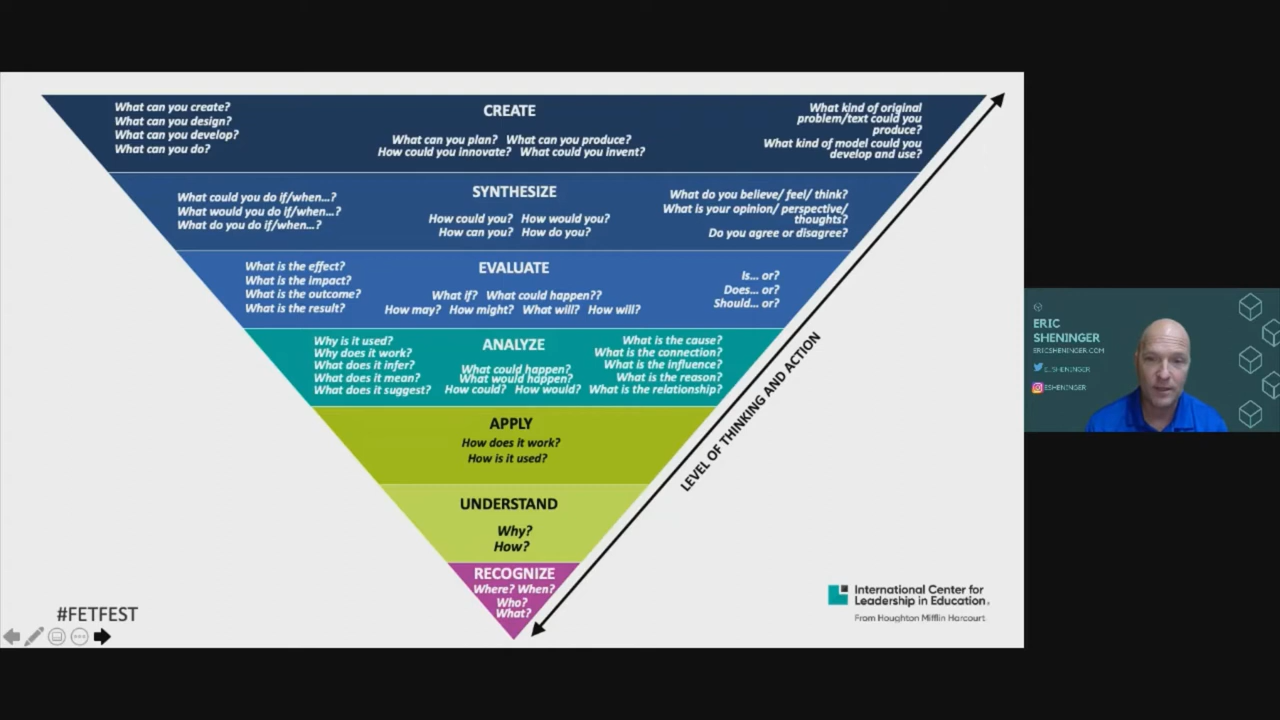 What can you create?
What can you design?
What can you develop?
What can you do?
CREATE
What can you plan? What can you produce?
How could you innovate? What could you invent?
What kind of original
problem/text could you
produce?
What kind of model could you
develop and use?
What could you do if/when...?
What would you do if/when...?
What do you do if/when...?
SYNTHESIZE
How could you? How would you?
How can you? How do you?
What do you believe/ feel/ think?
What is your opinion/ perspective/
thoughts?
Do you agree or disagree?
What is the effect?
What is the impact?
What is the outcome?
What is the result?
EVALUATE
What if? What could happen??
How may? How might? What will? How will?
Is... or?
Does... or?
Should... or?
Why is it used?
Why does it work?
What does it infer?
What does it mean?
What does it suggest?
ANALYZE
What could happen?
What would happen?
How could? How would?
What is the cause?
What is the connection?
What is the influence?
What is the reason?
What is the relationship?
APPLY
How does it work?
How is it used?
UNDERSTAND
Why?
How?
RECOGNIZE
Where? When?
Who?
What?
LEVEL OF THINKING AND ACTION
#FETFEST
International Center for
Leadership in Education.
From Houghton Mifflin Harcourt
ERIC
SHENINGER
ERICSHENINGER.COM
E_SHENINGER
ESHENINGER